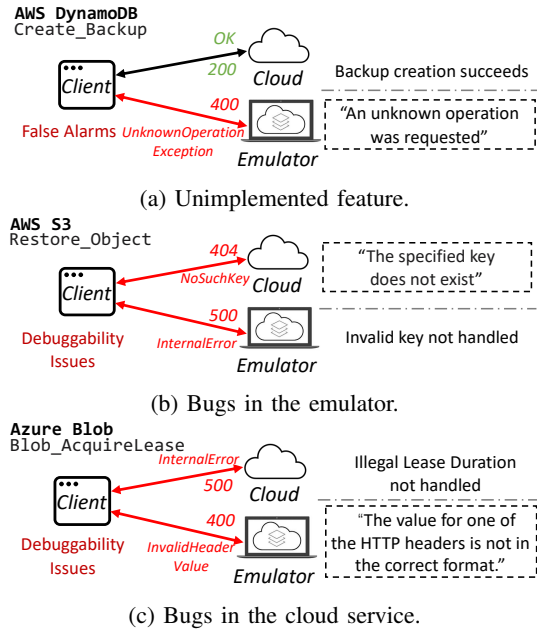 AWS DynamoDB
Create_Backup
OK
200
Client
Cloud
Backup creation succeeds
400
False Alarms
UnknownOperation
Exception
Emulator
“An unknown operation
was requested”
(a) Unimplemented feature.
AWS S3
Restore_Object
404
NoSuchKey
Client
Cloud
“The specified key
does not exist”
500
Debuggability
Issues
InternalError
Emulator
Invalid key not handled
(b) Bugs in the emulator.
Azure Blob
Blob_AcquireLease
InternalError
500
Client
Cloud
Illegal Lease Duration
not handled
400
Debuggability
Issues
InvalidHeader
Value
Emulator
“The value for one of
the HTTP headers is not in
the correct format.”
(c) Bugs in the cloud service.